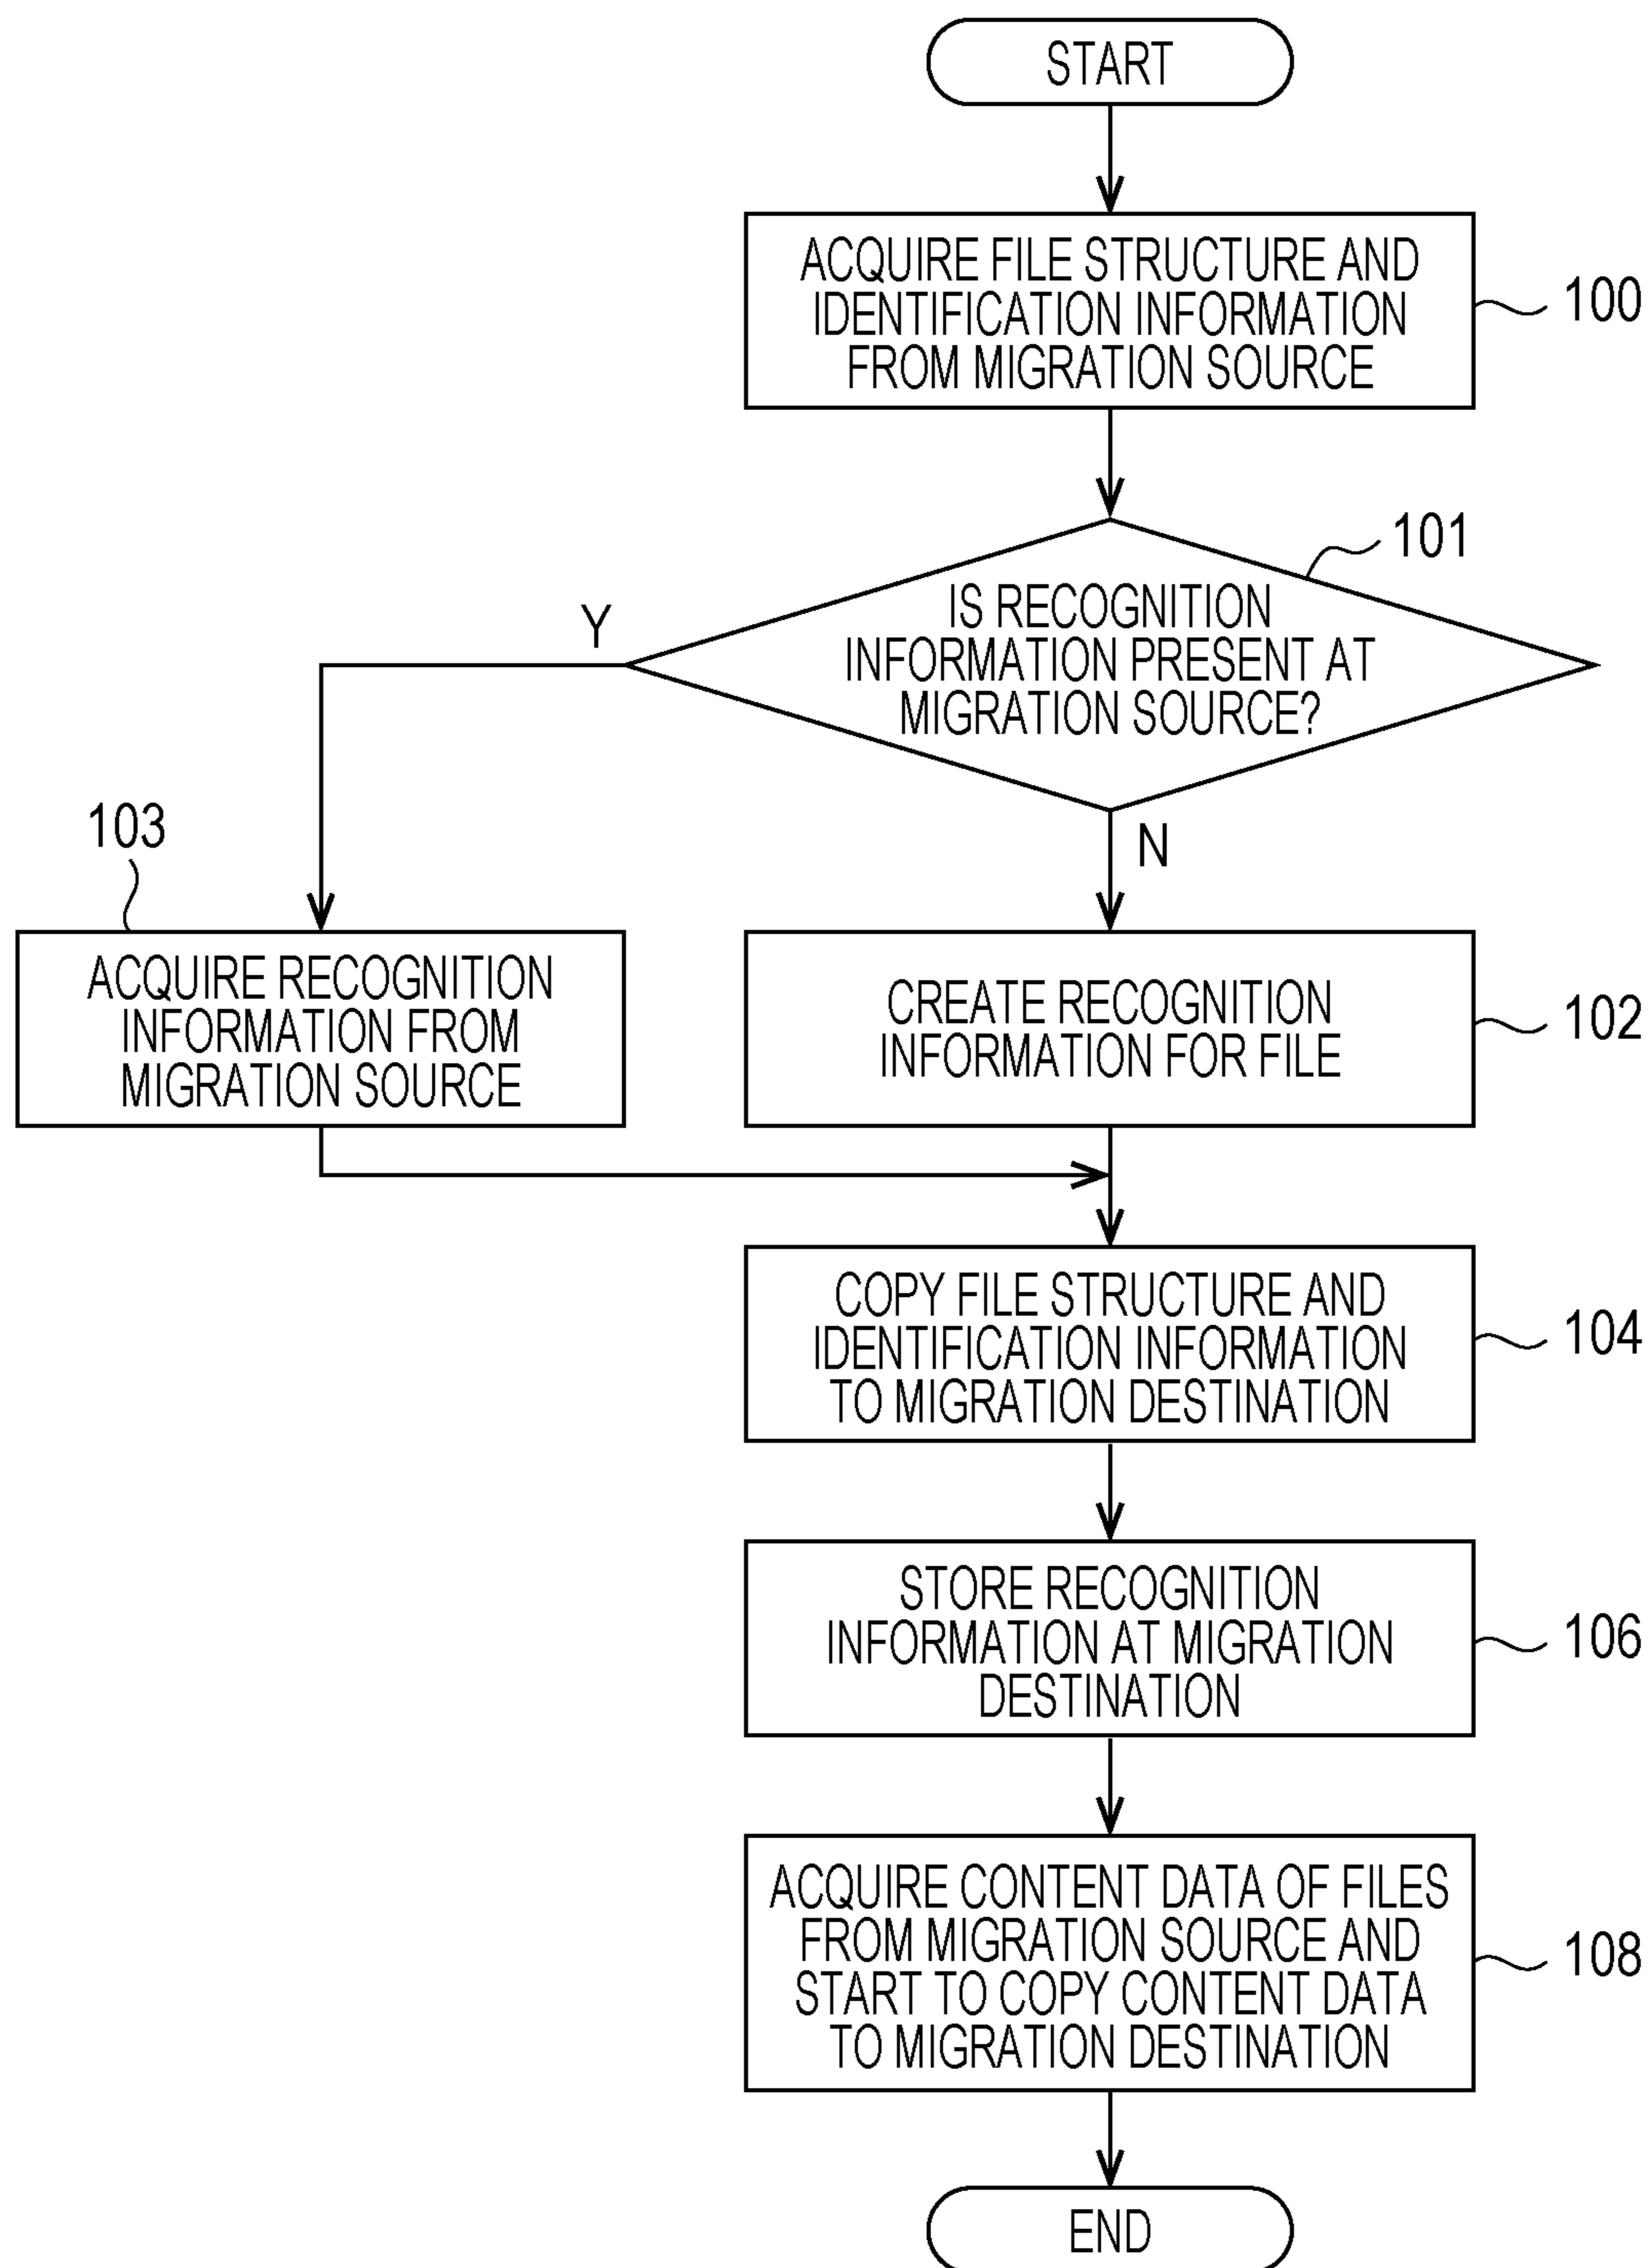 START
ACQUIRE FILE STRUCTURE AND
IDENTIFICATION INFORMATION
FROM MIGRATION SOURCE
100
101
IS RECOGNITION
INFORMATION PRESENT AT
MIGRATION SOURCE?
Y
N
103
ACQUIRE RECOGNITION
INFORMATION FROM
MIGRATION SOURCE
CREATE RECOGNITION
INFORMATION FOR FILE
102
COPY FILE STRUCTURE AND
IDENTIFICATION INFORMATION
TO MIGRATION DESTINATION
104
STORE RECOGNITION
INFORMATION AT MIGRATION
DESTINATION
106
ACQUIRE CONTENT DATA OF FILES
FROM MIGRATION SOURCE AND
START TO COPY CONTENT DATA
TO MIGRATION DESTINATION
108
END